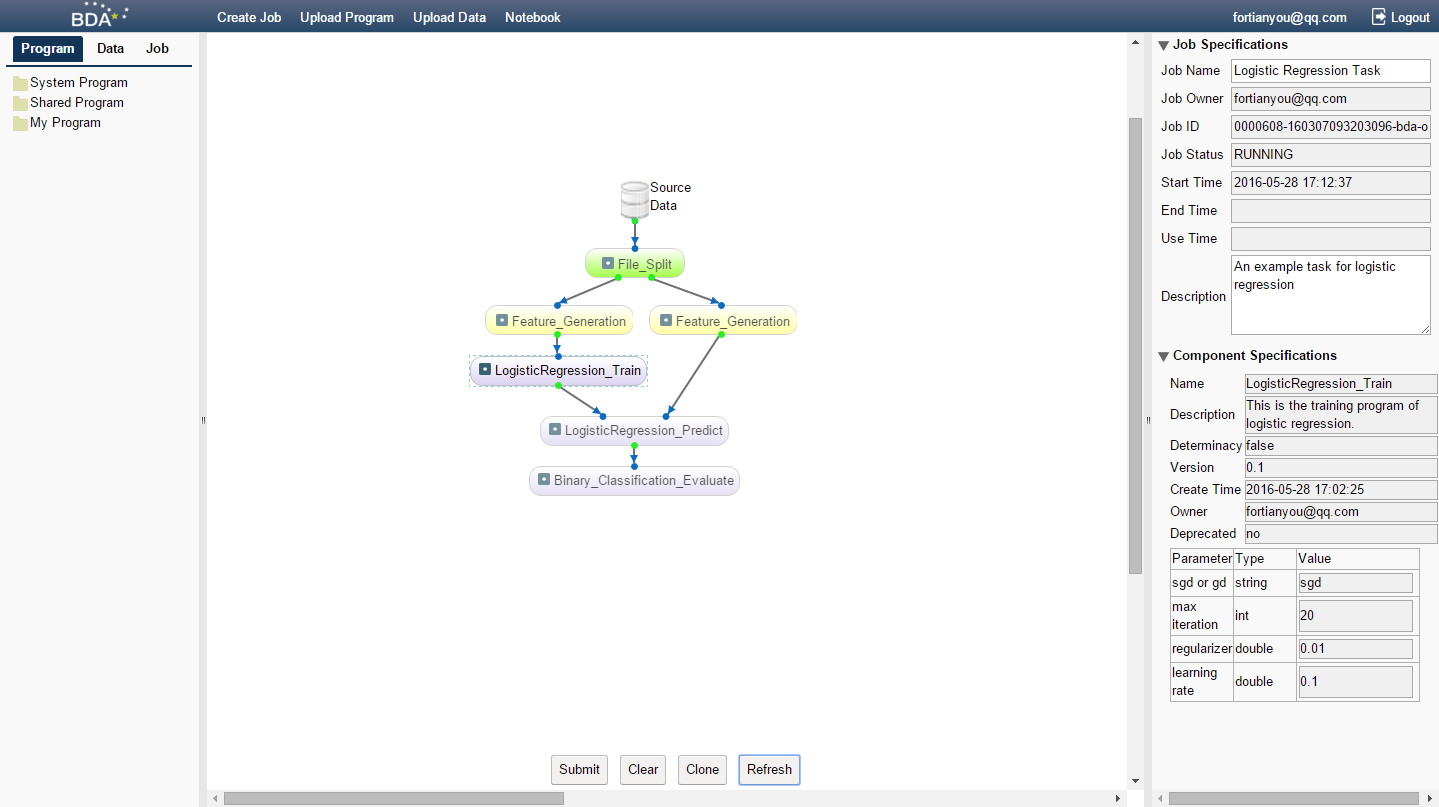 BDA
Create Job Upload Program Upload Data Notebook
fortianyou@qq.com Logout
Program Data Job
System Program
Shared Program
My Program
Source
Data
File_Split
Feature_Generation Feature_Generation
LogisticRegression_Train
LogisticRegression_Predict
Binary_Classification_Evaluate
Submit Clear Clone Refresh
Job Specifications
Job Name Logistic Regression Task
Job Owner fortianyou@qq.com
Job ID 0000608-160307093203096-bda-o
Job Status RUNNING
Start Time 2016-05-28 17:12:37
End Time
Use Time
Description An example task for logistic
regression
Component Specifications
Name LogisticRegression_Train
Description This is the training program of
logistic regression.
Determinacy false
Version 0.1
Create Time 2016-05-28 17:02:25
Owner fortianyou@qq.com
Deprecated no
Parameter Type Value
sgd or gd string sgd
max
iteration int 20
regularizer double 0.01
learning
rate double 0.1